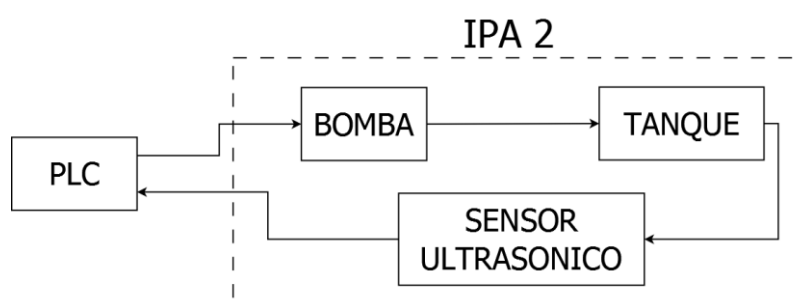 IPA 2
BOMBA
TANQUE
PLC
SENSOR
ULTRASONICO